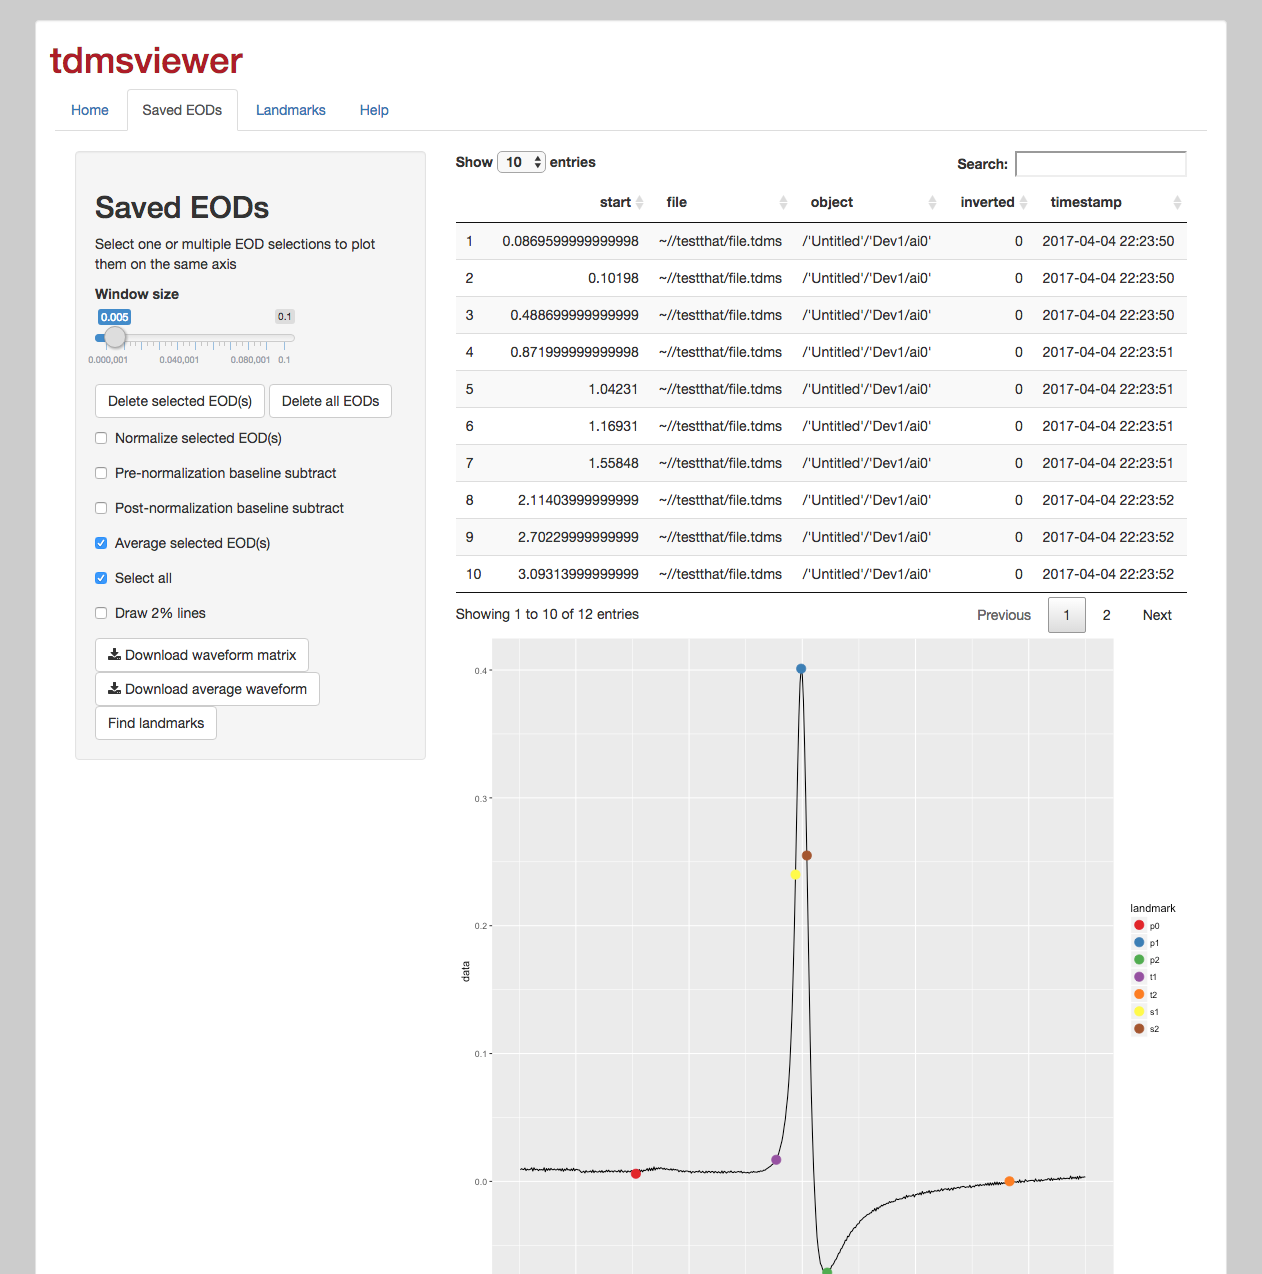 tdmsviewer
Home Saved EODs Landmarks Help
Saved EODs
Select one or multiple EOD selections to plot
them on the same axis
Window size
0.005 0.1
0.000,001 0.040,001 0.080,001 0.1
Delete selected EOD(s) Delete all EODs
Normalize selected EOD(s)
Pre-normalization baseline subtract
Post-normalization baseline subtract
Average selected EOD(s)
Select all
Draw 2% lines
Download waveform matrix
Download average waveform
Find landmarks
Show 10 entries Search:
start file object inverted timestamp
1 0.0869599999999998 ~//testthat/file.tdms /'Untitled'/'Dev1/ai0' 0 2017-04-04 22:23:50
2 0.10198 ~//testthat/file.tdms /'Untitled'/'Dev1/ai0' 0 2017-04-04 22:23:50
3 0.488699999999999 ~//testthat/file.tdms /'Untitled'/'Dev1/ai0' 0 2017-04-04 22:23:50
4 0.871999999999998 ~//testthat/file.tdms /'Untitled'/'Dev1/ai0' 0 2017-04-04 22:23:51
5 1.04231 ~//testthat/file.tdms /'Untitled'/'Dev1/ai0' 0 2017-04-04 22:23:51
6 1.16931 ~//testthat/file.tdms /'Untitled'/'Dev1/ai0' 0 2017-04-04 22:23:51
7 1.55848 ~//testthat/file.tdms /'Untitled'/'Dev1/ai0' 0 2017-04-04 22:23:51
8 2.11403999999999 ~//testthat/file.tdms /'Untitled'/'Dev1/ai0' 0 2017-04-04 22:23:52
9 2.70229999999999 ~//testthat/file.tdms /'Untitled'/'Dev1/ai0' 0 2017-04-04 22:23:52
10 3.09313999999999 ~//testthat/file.tdms /'Untitled'/'Dev1/ai0' 0 2017-04-04 22:23:52
Showing 1 to 10 of 12 entries Previous 1 2 Next
0.4
0.3
0.2
data
0.1
0.0
landmark
p0
p1
p2
t1
t2
s1
s2